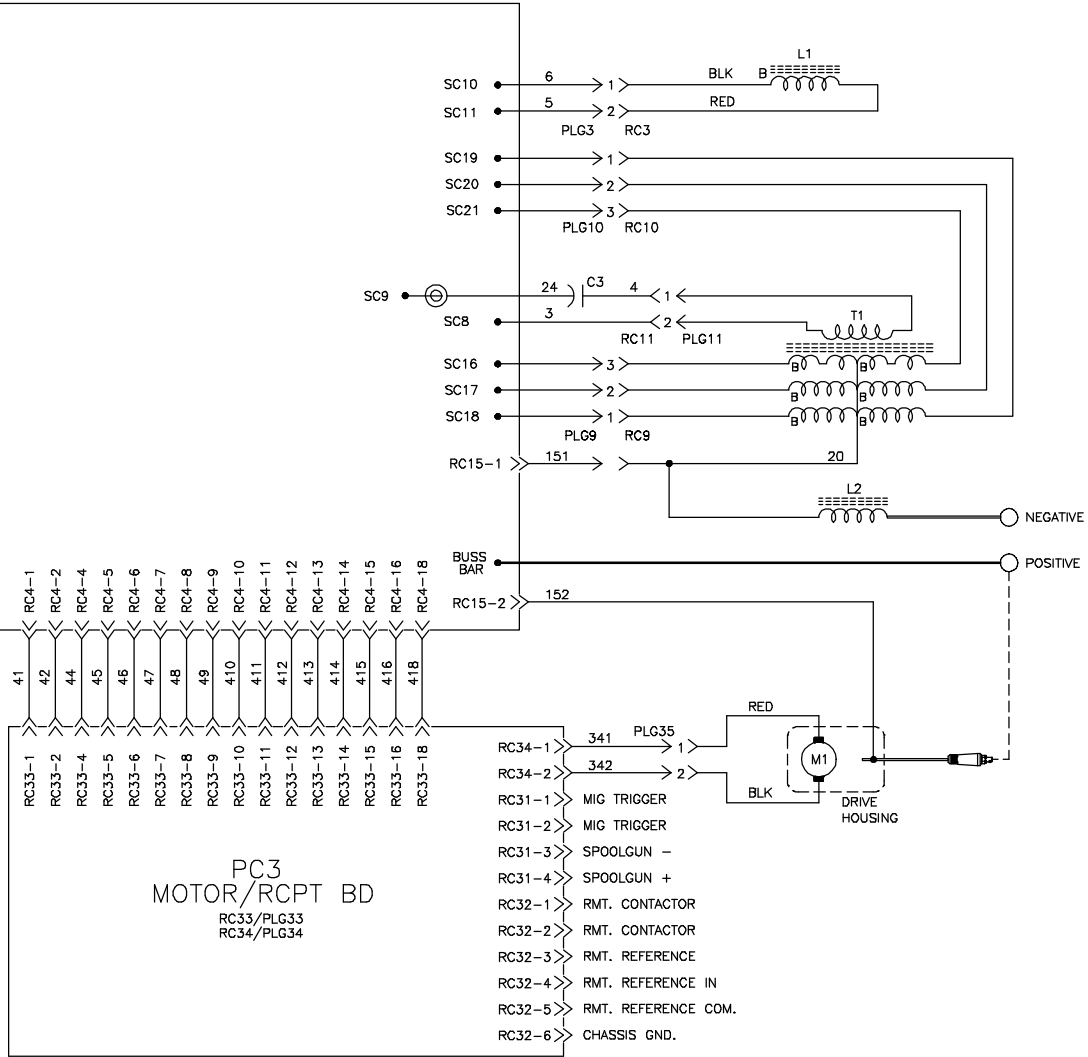 L1
SC10 6 1 BLK B
SC11 5 2 RED
PLG3 RC3
SC19 1
SC20 2
SC21 3
PLG10 RC10
SC9 24 C3 4 1
SC8 3 2 T1
RC11 PLG11
SC16 3 B B
SC17 2 B B
SC18 1 B B
PLG9 RC9
RC15-1 151 20
L2
NEGATIVE
BUSS
BAR
POSITIVE
RC15-2 152
RC4-1
RC4-2
RC4-4
RC4-5
RC4-6
RC4-7
RC4-8
RC4-9
RC4-10
RC4-11
RC4-12
RC4-13
RC4-14
RC4-15
RC4-16
RC4-18
41
42
44
45
46
47
48
49
410
411
412
413
414
415
416
418
RC33-1
RC33-2
RC33-4
RC33-5
RC33-6
RC33-7
RC33-8
RC33-9
RC33-10
RC33-11
RC33-12
RC33-13
RC33-14
RC33-15
RC33-16
RC33-18
RED
RC34-1 341 PLG35 1
M1
RC34-2 342 2
BLK
DRIVE
HOUSING
RC31-1 MIG TRIGGER
RC31-2 MIG TRIGGER
RC31-3 SPOOLGUN -
RC31-4 SPOOLGUN +
RC32-1 RMT. CONTACTOR
RC32-2 RMT. CONTACTOR
RC32-3 RMT. REFERENCE
RC32-4 RMT. REFERENCE IN
RC32-5 RMT. REFERENCE COM.
RC32-6 CHASSIS GND.
PC3
MOTOR/RCPT BD
RC33/PLG33
RC34/PLG34